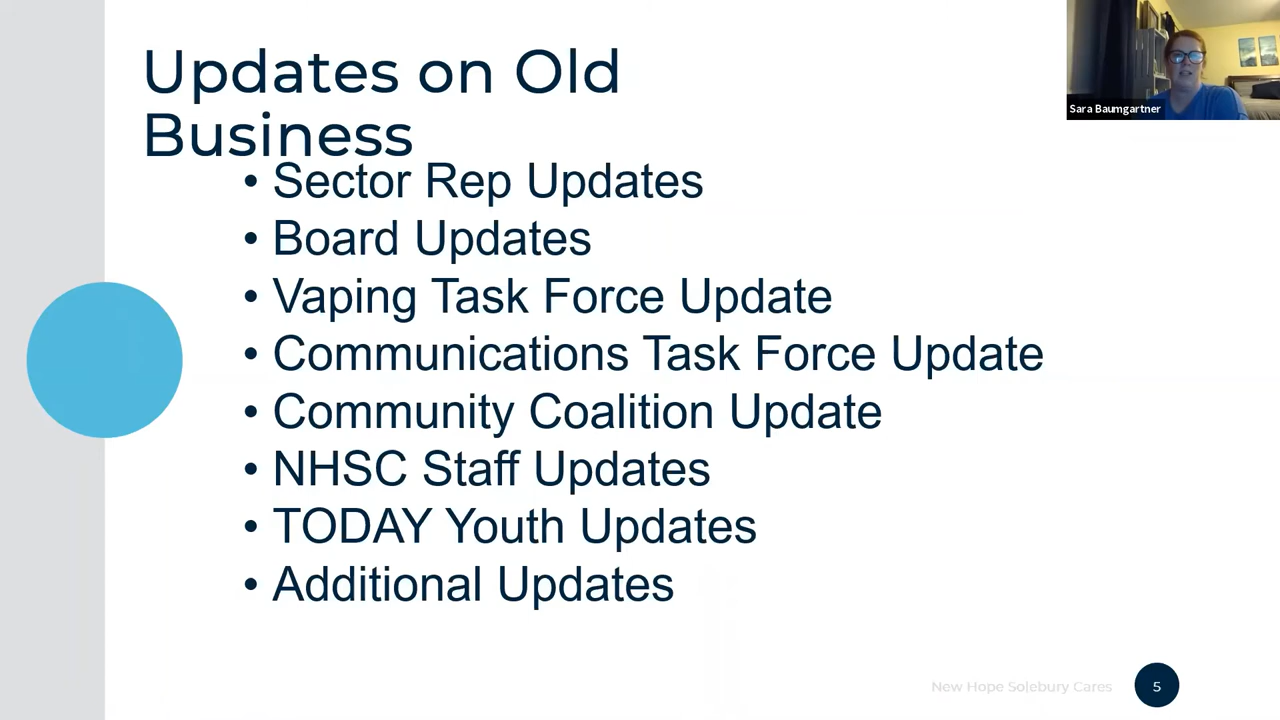 Updates on Old
Business
• Sector Rep Updates
• Board Updates
• Vaping Task Force Update
• Communications Task Force Update
• Community Coalition Update
• NHSC Staff Updates
• TODAY Youth Updates
• Additional Updates
Sara Baumgartner
New Hope Solebury Cares
5